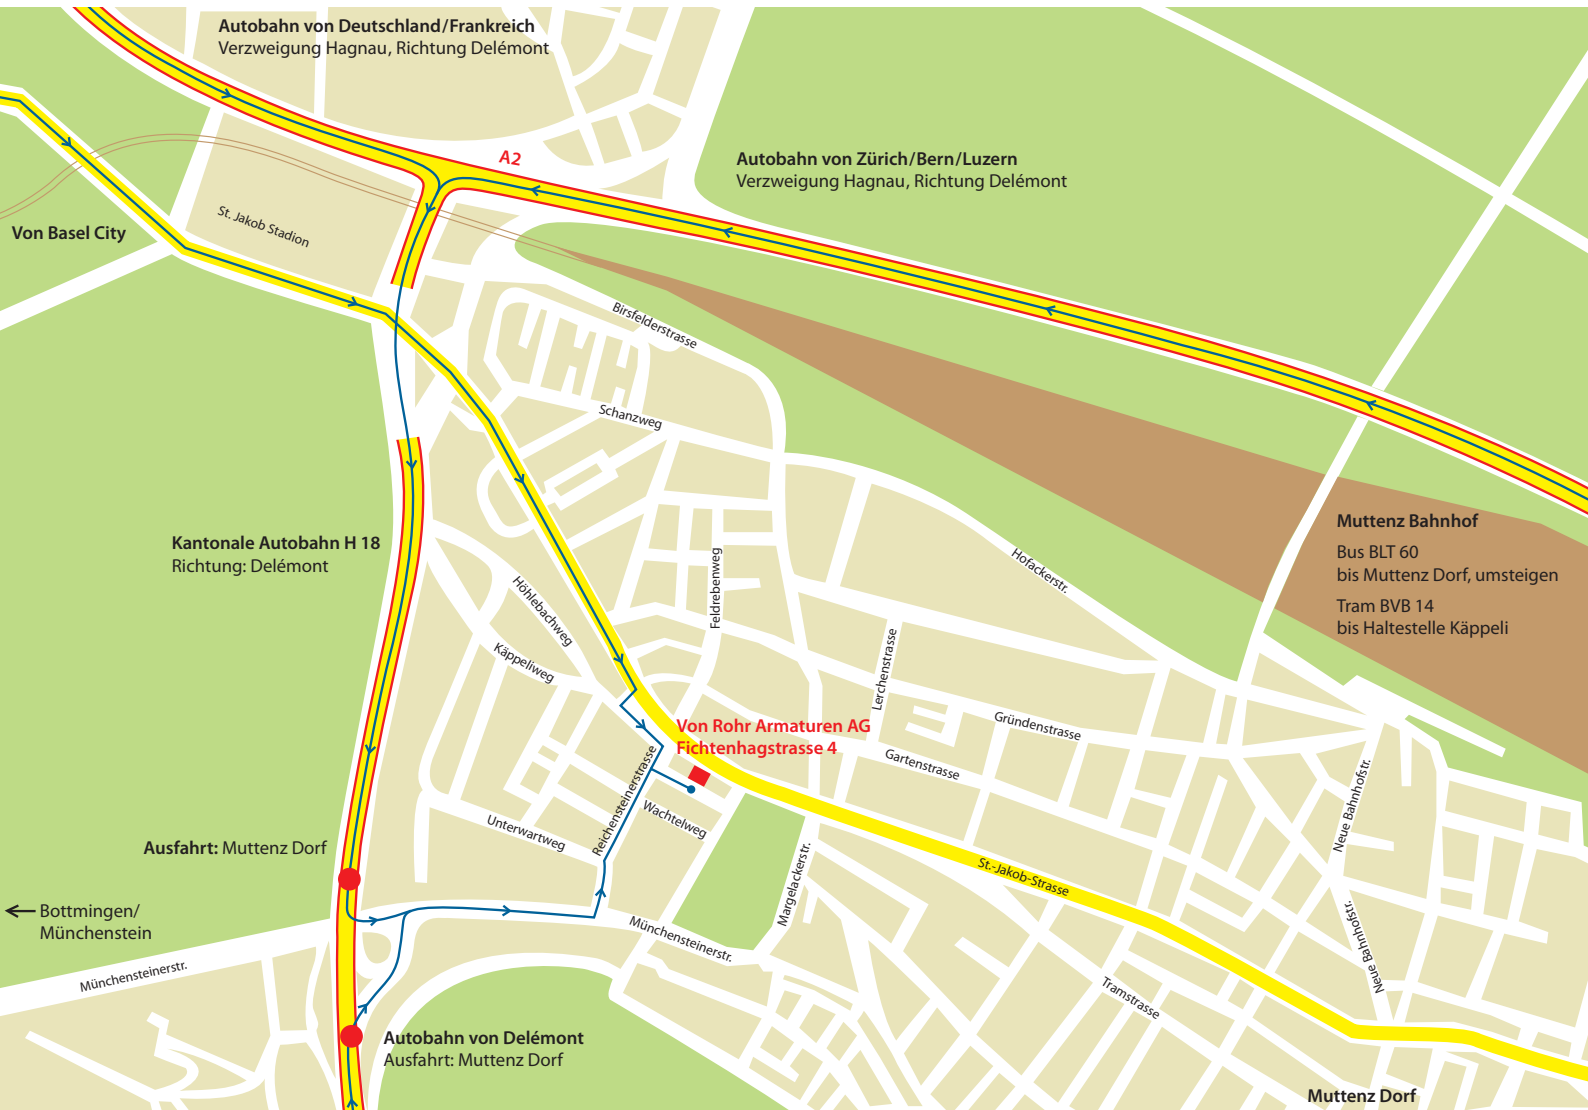 Autobahn von Deutschland/Frankreich
Verzweigung Hagnau, Richtung Delémont
A2
Autobahn von Zürich/Bern/Luzern
Verzweigung Hagnau, Richtung Delémont
St. Jakob Stadion
Von Basel City
Birsfelderstrasse
Schanzweg
Kantonale Autobahn H 18
Richtung: Delémont
Muttenz Bahnhof
Bus BLT 60
bis Muttenz Dorf, umsteigen
Tram BVB 14
bis Haltestelle Käppeli
Hofackerstr.
Feldrebenweg
Höhlebachweg
Käppeliweg
Lerchenstrasse
Gründenstrasse
Von Rohr Armaturen AG
Fichtenhagstrasse 4
Gartenstrasse
Neue Bahnhofstr.
Reichensteinerstrasse
Wachtelweg
Unterwartweg
Ausfahrt: Muttenz Dorf
Margelackerstr.
St.-Jakob-Strasse
Bottmingen/
Münchenstein
Münchensteinerstr.
Neue Bahnhofstr.
Münchensteinerstr.
Tramstrasse
Autobahn von Delémont
Ausfahrt: Muttenz Dorf
Muttenz Dorf